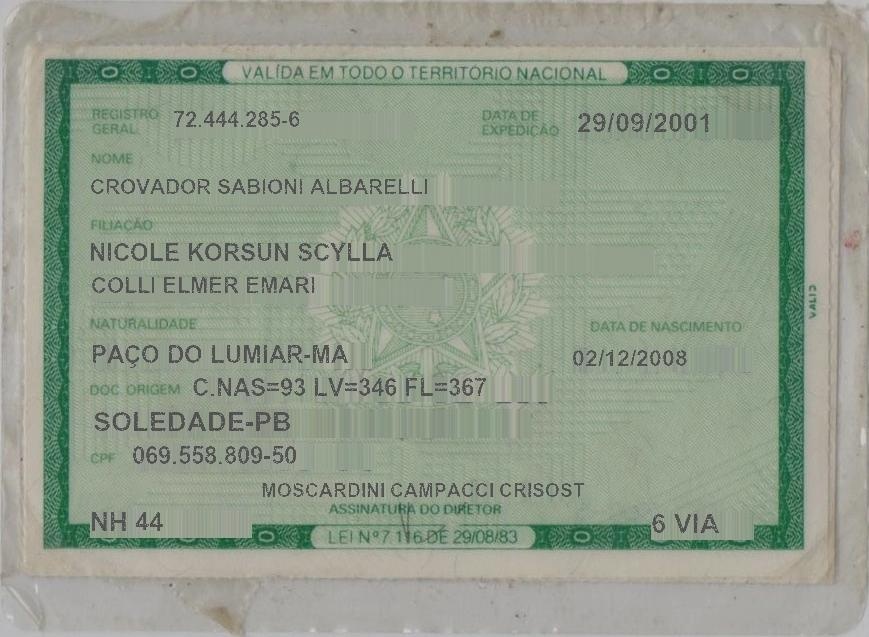 VALÍDA EM TODO O TERRITÓRIO NACIONAL
REGISTRO GERAL 72.444.285-6 DATA DE EXPEDIÇÃO 29/09/2001
NOME
CROVADOR SABIONI ALBARELLI
FILIAÇÃO
NICOLE KORSUN SCYLLA
COLLI ELMER EMARI
NATURALIDADE DATA DE NASCIMENTO
PAÇO DO LUMIAR-MA 02/12/2008
DOC. ORIGEM C.NAS=93 LV=346 FL=367
SOLEDADE-PB
CPF 069.558.809-50
MOSCARDINI CAMPACCI CRISOST
ASSINATURA DO DIRETOR
NH 44 6 VIA
LEI Nº 7.116 DE 29/08/83
VALID